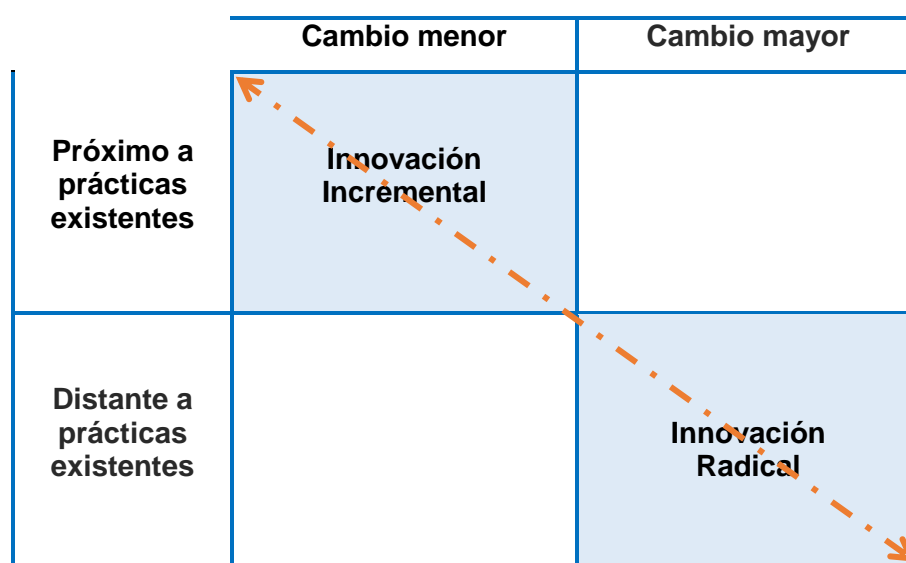 Cambio menor
Cambio mayor
Próximo a
prácticas
existentes
Innovación
Incremental
Distante a
prácticas
existentes
Innovación
Radical